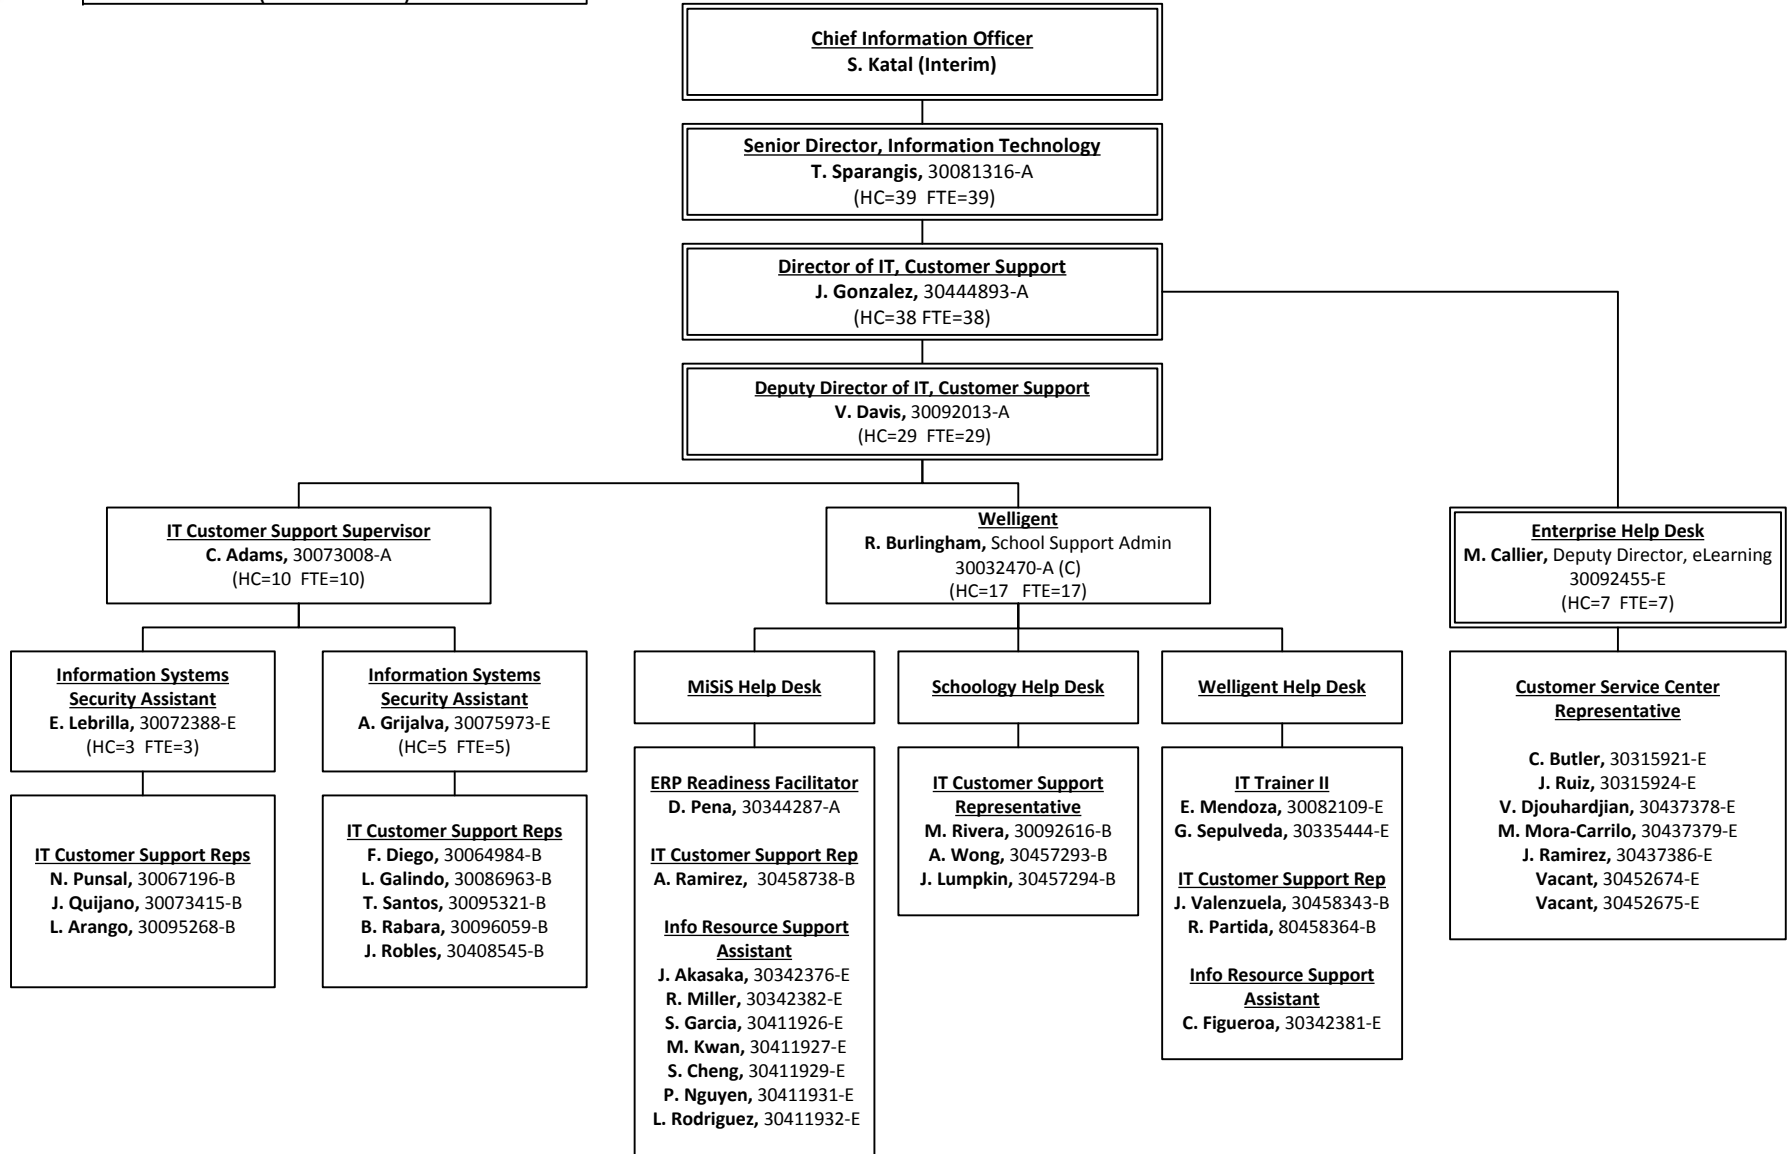 Chief Information Officer
S. Katal (Interim)
Senior Director, Information Technology
T. Sparangis, 30081316-A
(HC=39 FTE=39)
Director of IT, Customer Support
J. Gonzalez, 30444893-A
(HC=38 FTE=38)
Deputy Director of IT, Customer Support
V. Davis, 30092013-A
(HC=29 FTE=29)
IT Customer Support Supervisor
C. Adams, 30073008-A
(HC=10 FTE=10)
Welligent
R. Burlingham, School Support Admin
30032470-A (C)
(HC=17 FTE=17)
Enterprise Help Desk
M. Callier, Deputy Director, eLearning
30092455-E
(HC=7 FTE=7)
Information Systems
Security Assistant
E. Lebrilla, 30072388-E
(HC=3 FTE=3)
Information Systems
Security Assistant
A. Grijalva, 30075973-E
(HC=5 FTE=5)
MiSiS Help Desk
Schoology Help Desk
Welligent Help Desk
Customer Service Center
Representative
C. Butler, 30315921-E
J. Ruiz, 30315924-E
V. Djouhardjian, 30437378-E
M. Mora-Carrilo, 30437379-E
J. Ramirez, 30437386-E
Vacant, 30452674-E
Vacant, 30452675-E
IT Customer Support Reps
N. Punsal, 30067196-B
J. Quijano, 30073415-B
L. Arango, 30095268-B
IT Customer Support Reps
F. Diego, 30064984-B
L. Galindo, 30086963-B
T. Santos, 30095321-B
B. Rabara, 30096059-B
J. Robles, 30408545-B
ERP Readiness Facilitator
D. Pena, 30344287-A
IT Customer Support Rep
A. Ramirez, 30458738-B
Info Resource Support
Assistant
J. Akasaka, 30342376-E
R. Miller, 30342382-E
S. Garcia, 30411926-E
M. Kwan, 30411927-E
S. Cheng, 30411929-E
P. Nguyen, 30411931-E
L. Rodriguez, 30411932-E
IT Customer Support
Representative
M. Rivera, 30092616-B
A. Wong, 30457293-B
J. Lumpkin, 30457294-B
IT Trainer II
E. Mendoza, 30082109-E
G. Sepulveda, 30335444-E
IT Customer Support Rep
J. Valenzuela, 30458343-B
R. Partida, 80458364-B
Info Resource Support
Assistant
C. Figueroa, 30342381-E